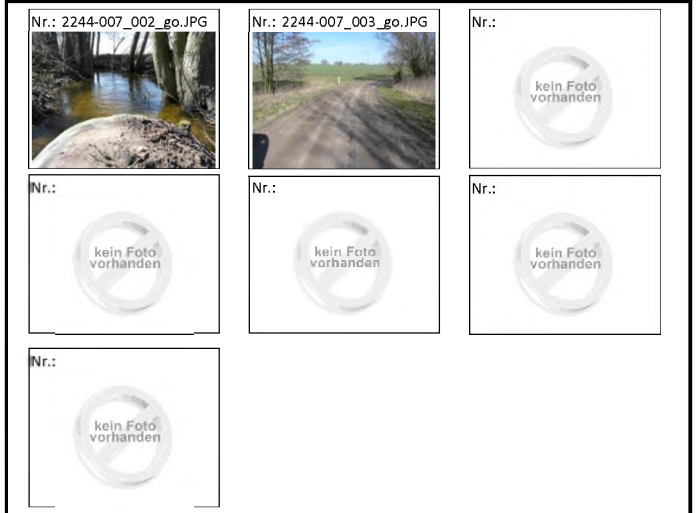 Nr.: 2244-007_002_go.JPG
Nr.: 2244-007_003_go.JPG
Nr.:
kein Foto
vorhanden
Nr.:
kein Foto
vorhanden
Nr.:
kein Foto
vorhanden
Nr.:
kein Foto
vorhanden
Nr.:
kein Foto
vorhanden